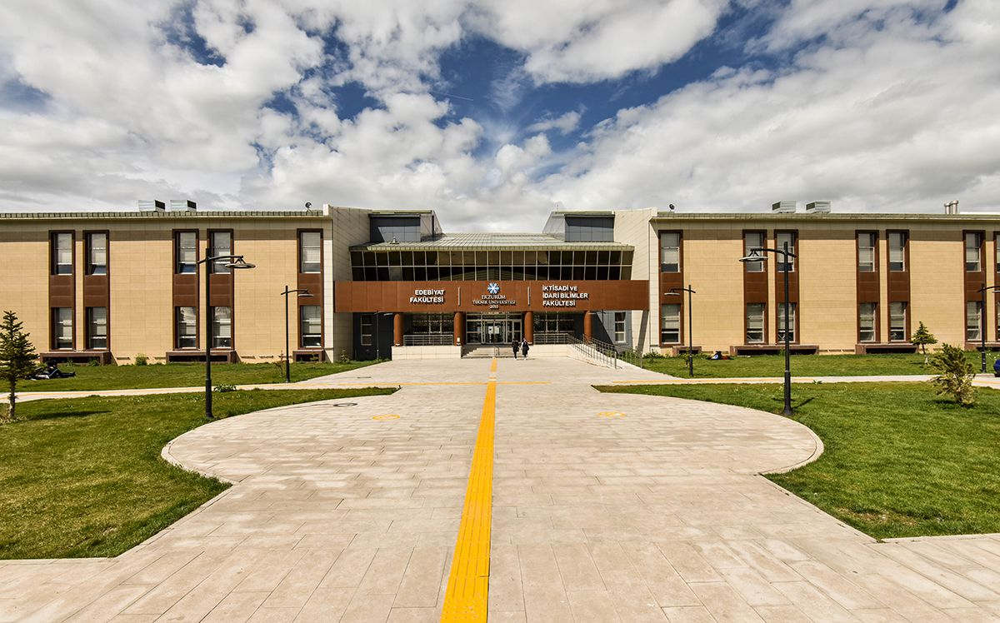 EDEBİYAT
FAKÜLTESİ
ERZURUM
TEKNİK ÜNİVERSİTESİ
2010
İKTİSADİ VE
İDARİ BİLİMLER
FAKÜLTESİ